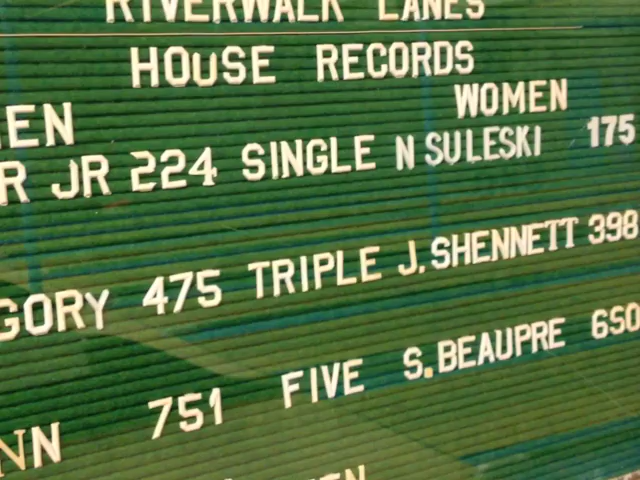 RIVERWALK LANES
HOUSE RECORDS
EN WOMEN
R JR 224 SINGLE N SULESKI 175
GORY 475 TRIPLE J. SHENNETT 398
NN 751 FIVE S. BEAUPRE 650